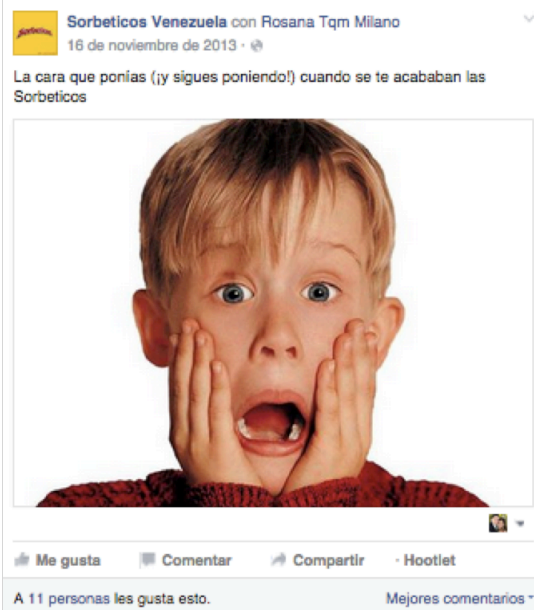 Sorbeticos
Sorbeticos Venezuela con Rosana Tqm Milano
16 de noviembre de 2013 ·
La cara que ponías (¡y sigues poniendo!) cuando se te acababan las
Sorbeticos
Me gusta Comentar Compartir · Hootlet
A 11 personas les gusta esto. Mejores comentarios